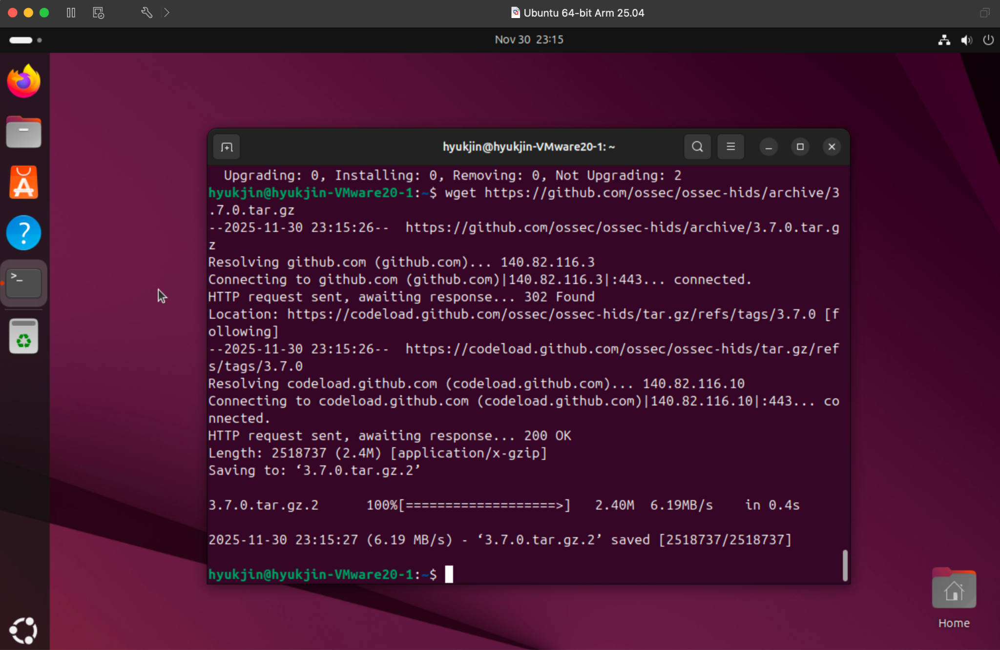 Ubuntu 64-bit Arm 25.04
Nov 30  23:15
hyukjin@hyukjin-VMware20-1: ~
Upgrading: 0, Installing: 0, Removing: 0, Not Upgrading: 2
hyukjin@hyukjin-VMware20-1:~$ wget https://github.com/ossec/ossec-hids/archive/3
.7.0.tar.gz
--2025-11-30 23:15:26--  https://github.com/ossec/ossec-hids/archive/3.7.0.tar.g
z
Resolving github.com (github.com)... 140.82.116.3
Connecting to github.com (github.com)|140.82.116.3|:443... connected.
HTTP request sent, awaiting response... 302 Found
Location: https://codeload.github.com/ossec/ossec-hids/tar.gz/refs/tags/3.7.0 [f
ollowing]
--2025-11-30 23:15:26--  https://codeload.github.com/ossec/ossec-hids/tar.gz/ref
s/tags/3.7.0
Resolving codeload.github.com (codeload.github.com)... 140.82.116.10
Connecting to codeload.github.com (codeload.github.com)|140.82.116.10|:443... co
nnected.
HTTP request sent, awaiting response... 200 OK
Length: 2518737 (2.4M) [application/x-gzip]
Saving to: ‘3.7.0.tar.gz.2’
3.7.0.tar.gz.2      100%[===================>]   2.40M  6.19MB/s    in 0.4s
2025-11-30 23:15:27 (6.19 MB/s) - ‘3.7.0.tar.gz.2’ saved [2518737/2518737]
hyukjin@hyukjin-VMware20-1:~$
Home